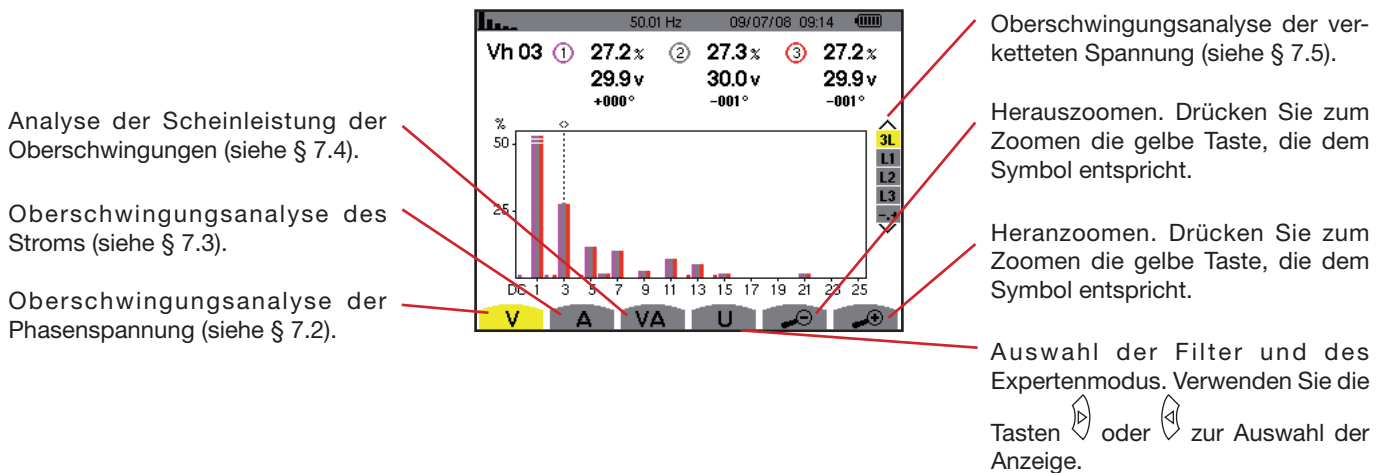 50.01 Hz 09/07/08 09:14
Vh 03 1 27.2 % 2 27.3 % 3 27.2 %
29.9 v 30.0 v 29.9 v
+000° -001° -001°
%
50
25
DC 1 3 5 7 9 11 13 15 17 19 21 23 25
3L
L1
L2
L3
-.+
V A VA U
Analyse der Scheinleistung der
Oberschwingungen (siehe § 7.4).
Oberschwingungsanalyse des
Stroms (siehe § 7.3).
Oberschwingungsanalyse der
Phasenspannung (siehe § 7.2).
Oberschwingungsanalyse der ver-
ketteten Spannung (siehe § 7.5).
Herauszoomen. Drücken Sie zum
Zoomen die gelbe Taste, die dem
Symbol entspricht.
Heranzoomen. Drücken Sie zum
Zoomen die gelbe Taste, die dem
Symbol entspricht.
Auswahl der Filter und des
Expertenmodus. Verwenden Sie die
Tasten oder zur Auswahl der
Anzeige.